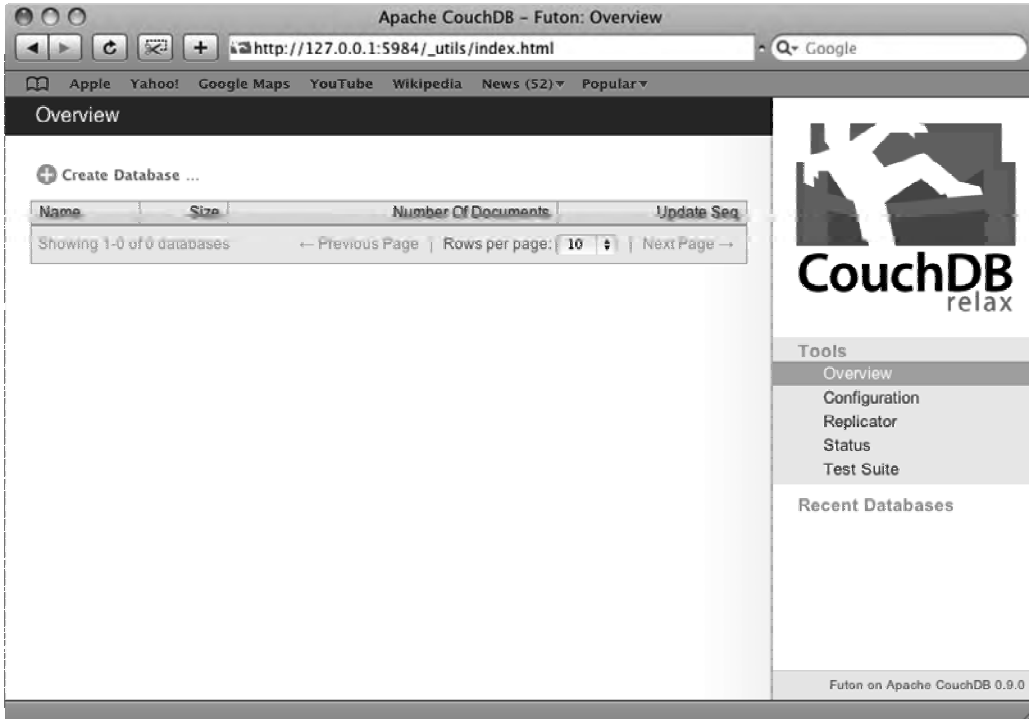 Apache CouchDB – Futon: Overview
http://127.0.0.1:5984/_utils/index.html
Google
Apple Yahoo! Google Maps YouTube Wikipedia News (52)▾ Popular▾
Overview
Create Database ...
Name Size Number Of Documents Update Seq
Showing 1-0 of 0 databases ← Previous Page | Rows per page: 10 | Next Page →
CouchDB
relax
Tools
Overview
Configuration
Replicator
Status
Test Suite
Recent Databases
Futon on Apache CouchDB 0.9.0